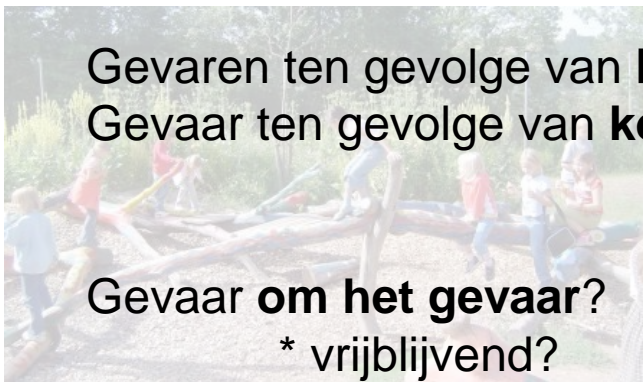 Gevaren ten gevolge van
Gevaar ten gevolge van
Gevaar om het gevaar?
* vrijblijvend?